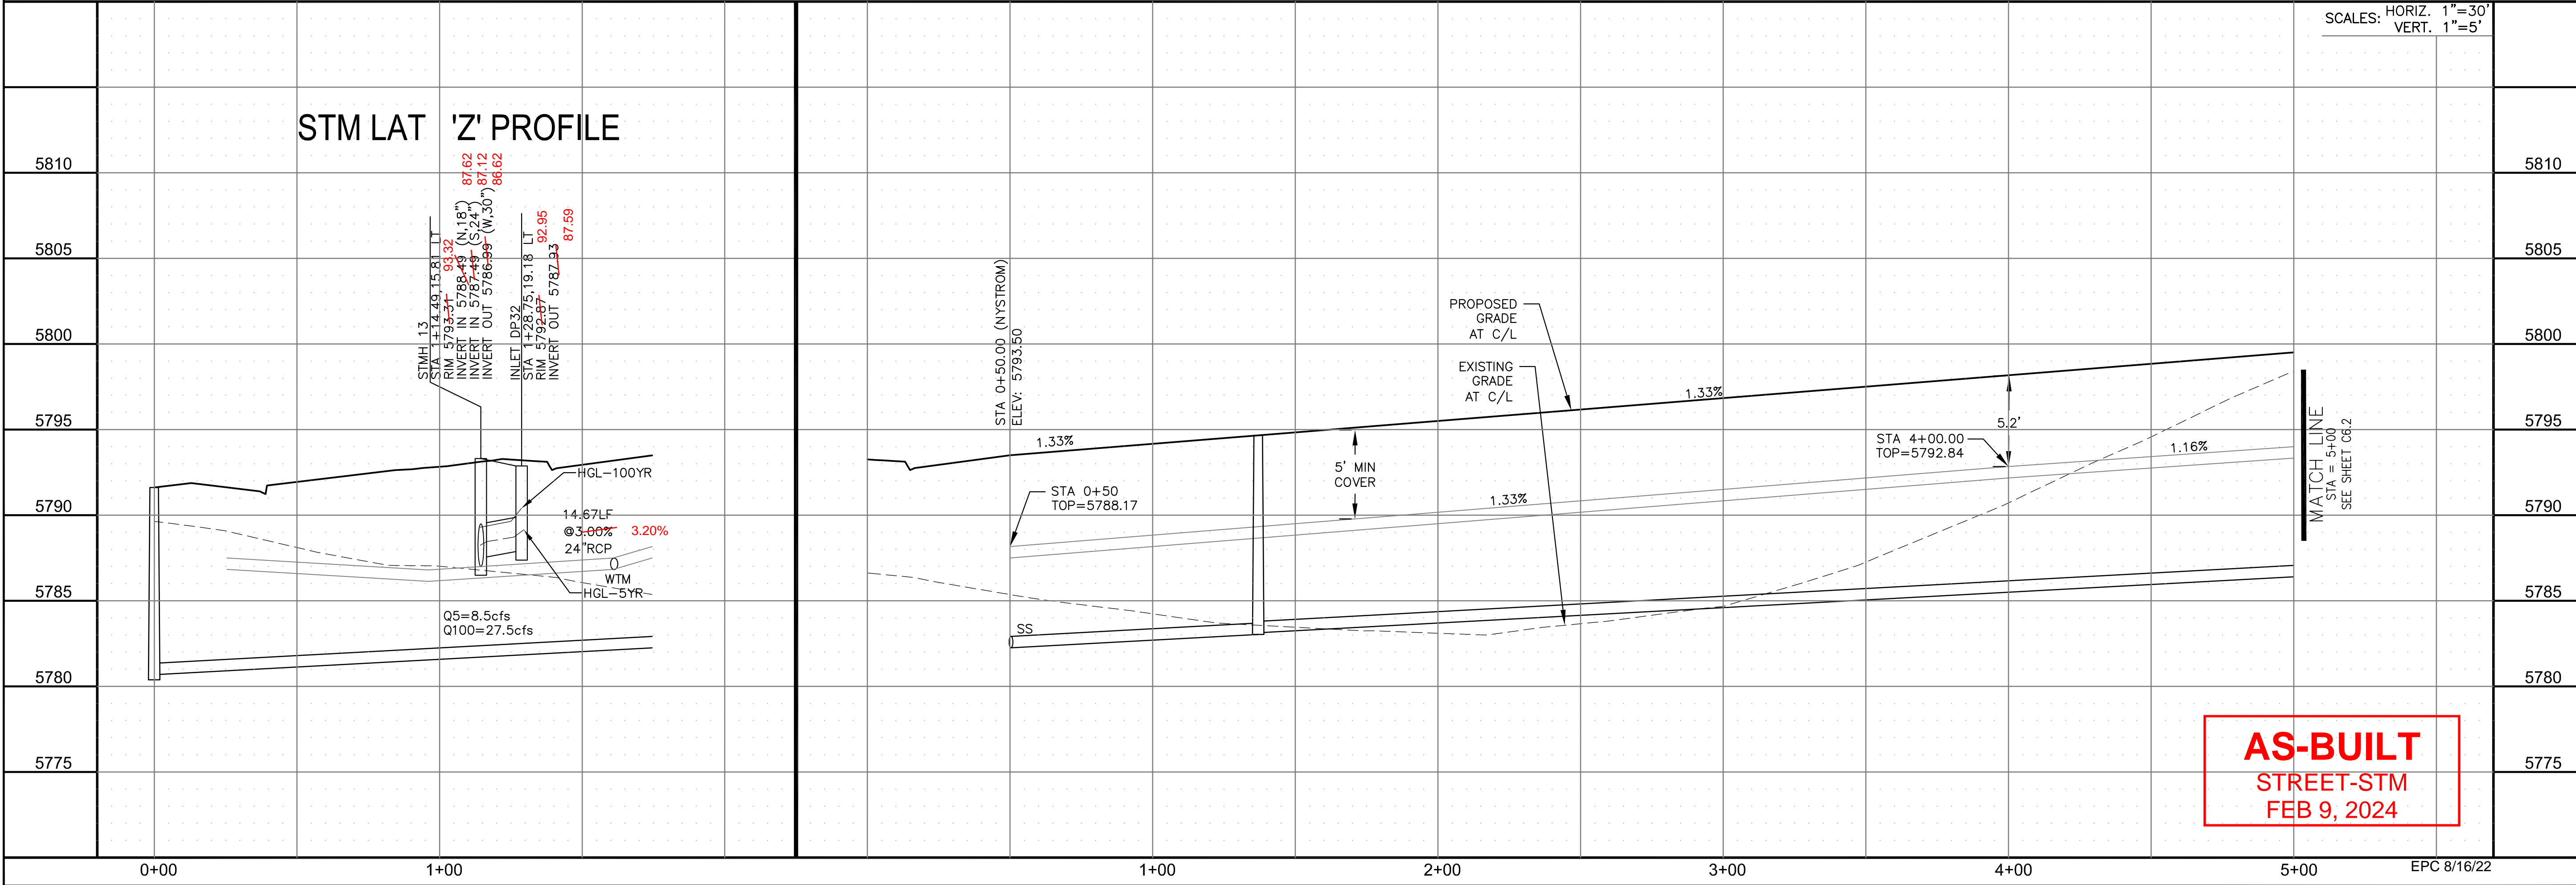 SCALES: HORIZ. 1"=30'
VERT. 1"=5'
STM LAT 'Z' PROFILE
5810
5805
5800
5795
5790
5785
5780
5775
STMH 13
STA 1+14.49,15.81 LT
RIM 5793.31 93.32
INVERT IN 5788.49 (N,18") 87.62
INVERT IN 5787.49 (S,24") 87.12
INVERT OUT 5786.99 (W,30") 86.62
INLET DP32
STA 1+28.75,19.18 LT
RIM 5792.87 92.95
INVERT OUT 5787.93 87.59
HGL-100YR
14.67LF
@3.00% 3.20%
24"RCP
WTM
HGL-5YR
Q5=8.5cfs
Q100=27.5cfs
STA 0+50.00 (NYSTROM)
ELEV: 5793.50
1.33%
STA 0+50
TOP=5788.17
SS
5' MIN
COVER
PROPOSED
GRADE
AT C/L
EXISTING
GRADE
AT C/L
1.33%
1.33%
STA 4+00.00
TOP=5792.84
5.2'
1.16%
MATCH LINE
STA = 5+00
SEE SHEET C6.2
5810
5805
5800
5795
5790
5785
5780
5775
AS-BUILT
STREET-STM
FEB 9, 2024
0+00
1+00
1+00
2+00
3+00
4+00
5+00
EPC 8/16/22